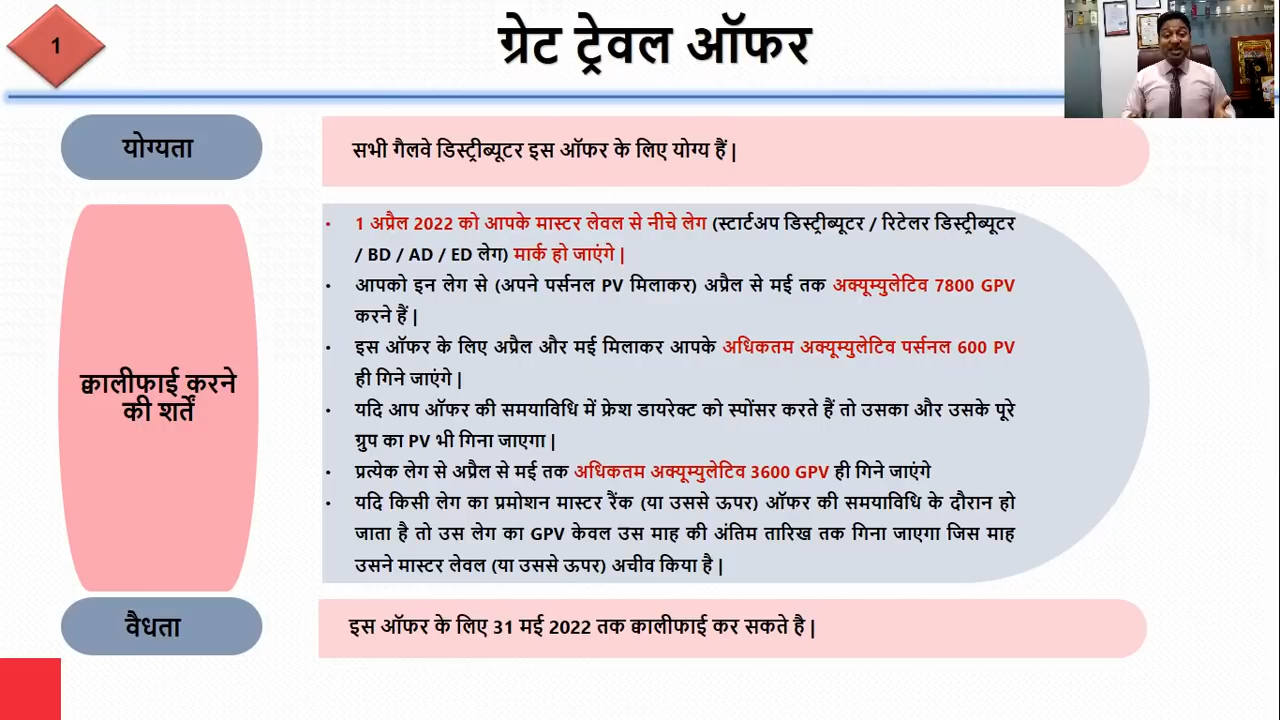 1
ग्रेट ट्रेवल ऑफर
योग्यता
सभी गैलवे डिस्ट्रीब्यूटर इस ऑफर के लिए योग्य हैं |
क्वालीफाई करने
की शर्तें
• 1 अप्रैल 2022 को आपके मास्टर लेवल से नीचे लेग (स्टार्टअप डिस्ट्रीब्यूटर / रिटेलर डिस्ट्रीब्यूटर
/ BD / AD / ED लेग) मार्क हो जाएंगे |
• आपको इन लेग से (अपने पर्सनल PV मिलाकर) अप्रैल से मई तक अक्यूम्युलेटिव 7800 GPV
करने हैं |
• इस ऑफर के लिए अप्रैल और मई मिलाकर आपके अधिकतम अक्यूम्युलेटिव पर्सनल 600 PV
ही गिने जाएंगे |
• यदि आप ऑफर की समयाविधि में फ्रेश डायरेक्ट को स्पोंसर करते हैं तो उसका और उसके पूरे
ग्रुप का PV भी गिना जाएगा |
• प्रत्येक लेग से अप्रैल से मई तक अधिकतम अक्यूम्युलेटिव 3600 GPV ही गिने जाएंगे
• यदि किसी लेग का प्रमोशन मास्टर रैंक (या उससे ऊपर) ऑफर की समयाविधि के दौरान हो
जाता है तो उस लेग का GPV केवल उस माह की अंतिम तारिख तक गिना जाएगा जिस माह
उसने मास्टर लेवल (या उससे ऊपर) अचीव किया है |
वैधता
इस ऑफर के लिए 31 मई 2022 तक क्वालीफाई कर सकते है |